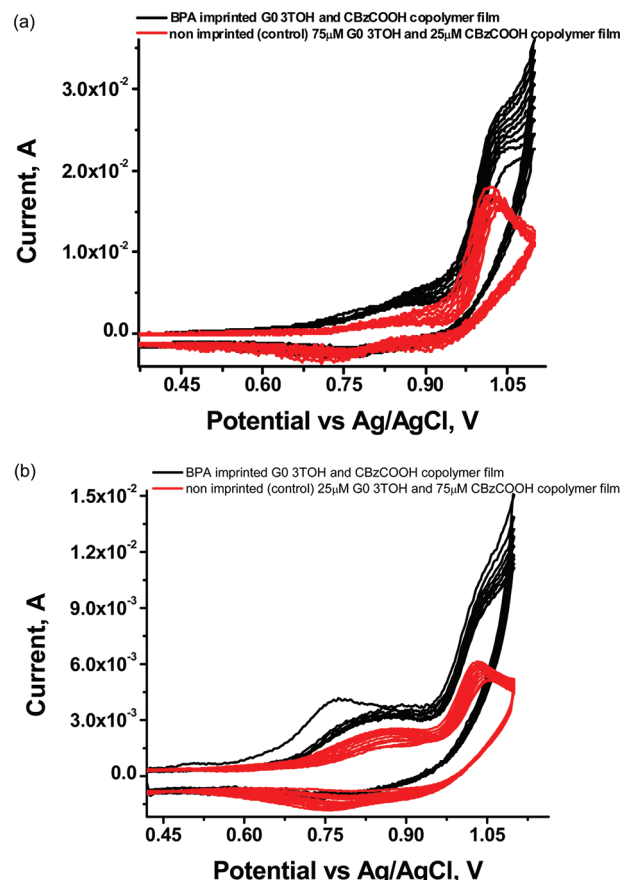 (a)
BPA imprinted G0 3TOH and CBzCOOH copolymer film
non imprinted (control) 75μM G0 3TOH and 25μM CBzCOOH copolymer film
3.0x10⁻²
2.0x10⁻²
1.0x10⁻²
0.0
Current, A
0.45 0.60 0.75 0.90 1.05
Potential vs Ag/AgCl, V
(b)
BPA imprinted G0 3TOH and CBzCOOH copolymer film
non imprinted (control) 25μM G0 3TOH and 75μM CBzCOOH copolymer film
1.5x10⁻²
1.2x10⁻²
9.0x10⁻³
6.0x10⁻³
3.0x10⁻³
0.0
Current, A
0.45 0.60 0.75 0.90 1.05
Potential vs Ag/AgCl, V